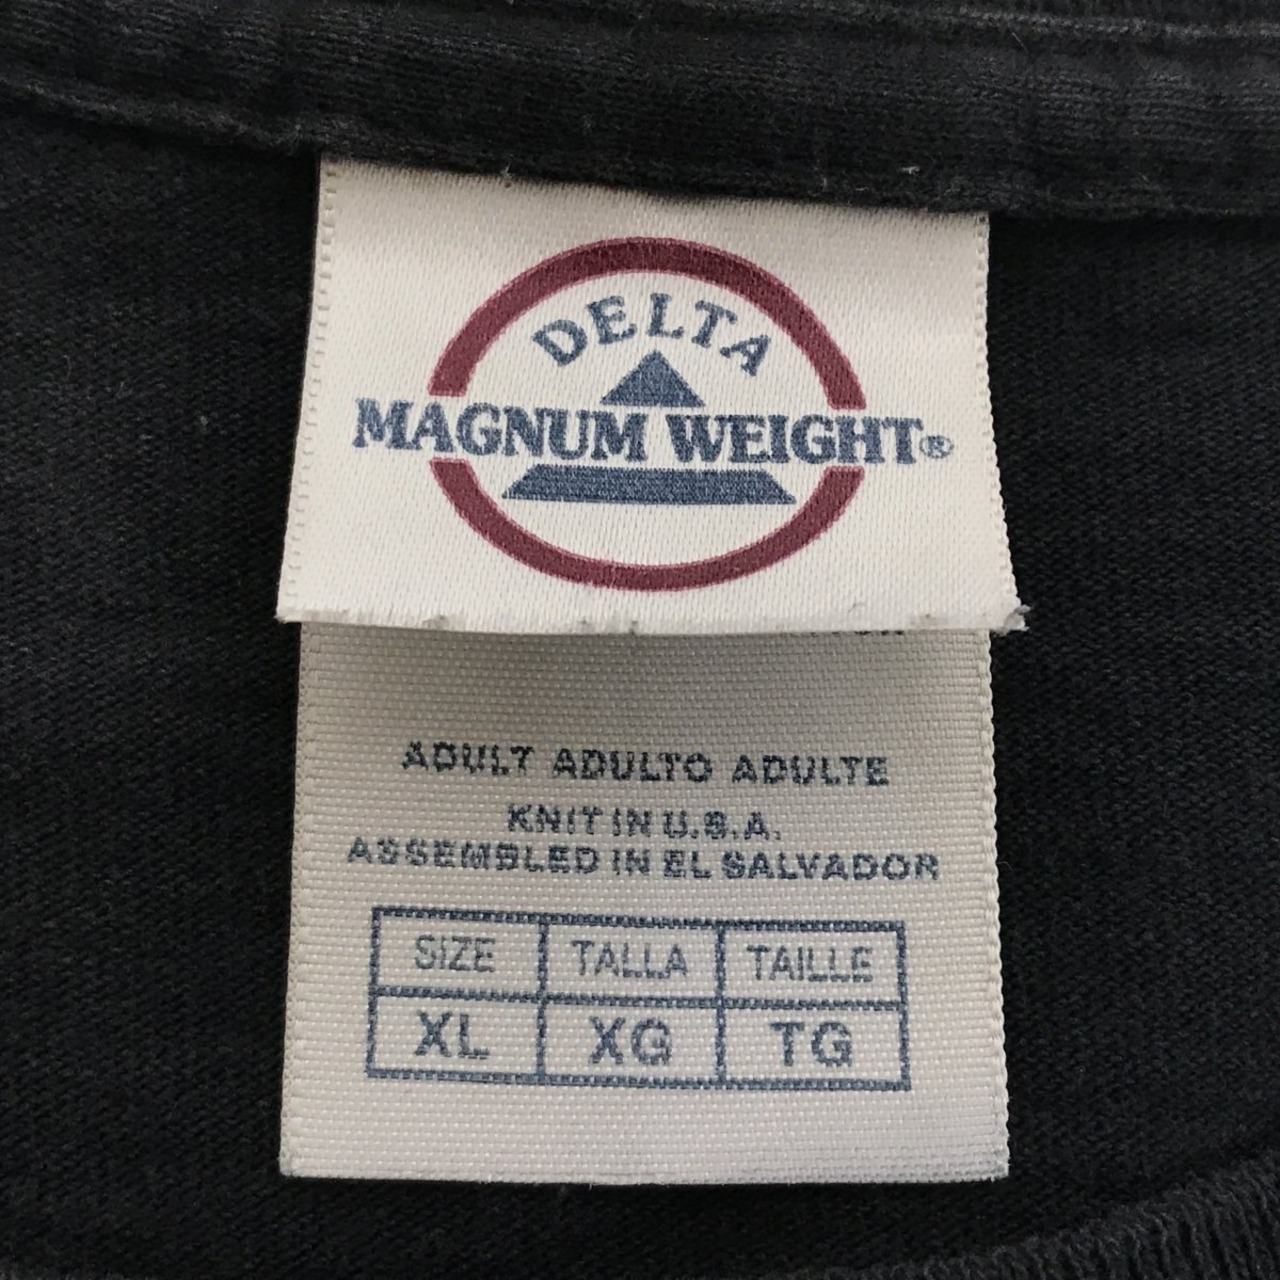 DELTA
MAGNUM WEIGHT®
ADULT ADULTO ADULTE
KNIT IN U.S.A.
ASSEMBLED IN EL SALVADOR
SIZE TALLA TAILLE
XL XG TG